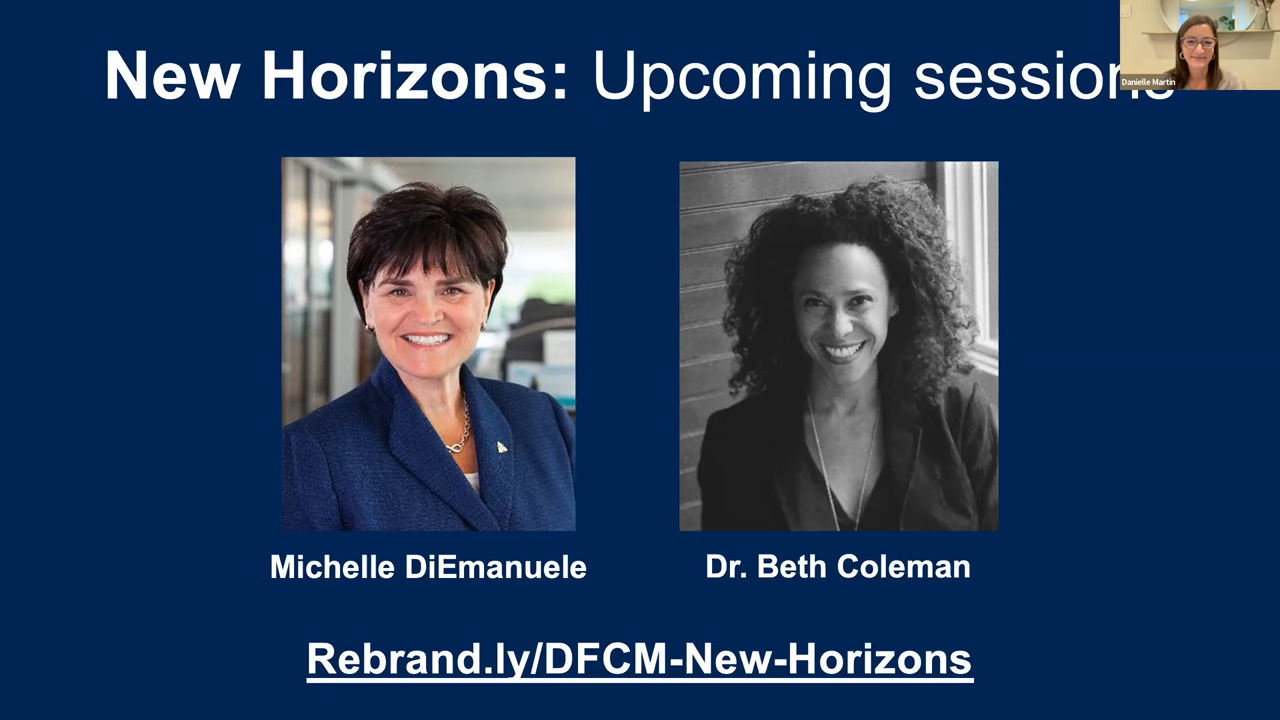 New Horizons: Upcoming sessions
Danielle Martin
Michelle DiEmanuele
Dr. Beth Coleman
Rebrand.ly/DFCM-New-Horizons